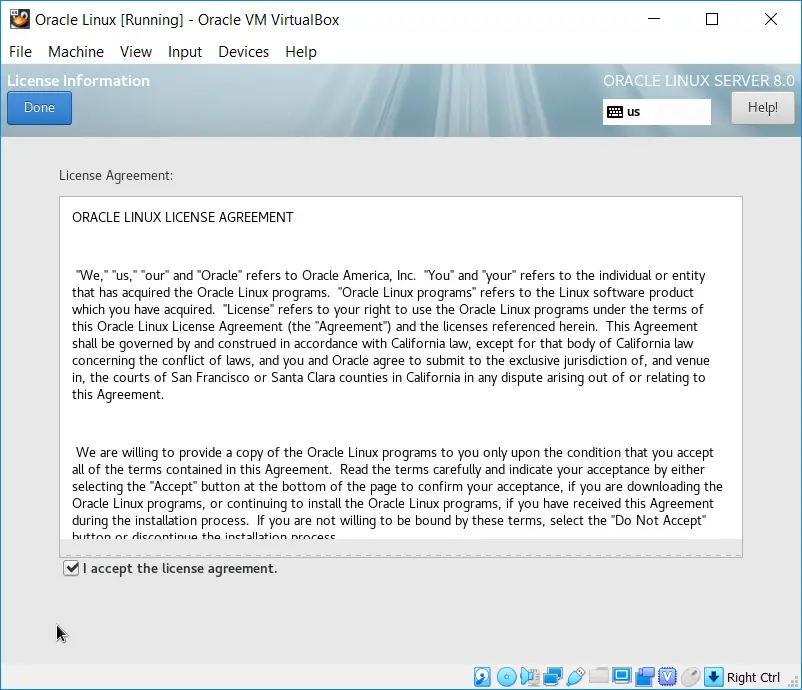 Oracle Linux [Running] - Oracle VM VirtualBox
File Machine View Input Devices Help
License Information
ORACLE LINUX SERVER 8.0
Done
us
Help!
License Agreement:
ORACLE LINUX LICENSE AGREEMENT
"We," "us," "our" and "Oracle" refers to Oracle America, Inc.  "You" and "your" refers to the individual or entity
that has acquired the Oracle Linux programs.  "Oracle Linux programs" refers to the Linux software product
which you have acquired.  "License" refers to your right to use the Oracle Linux programs under the terms of
this Oracle Linux License Agreement (the "Agreement") and the licenses referenced herein.  This Agreement
shall be governed by and construed in accordance with California law, except for that body of California law
concerning the conflict of laws, and you and Oracle agree to submit to the exclusive jurisdiction of, and venue
in, the courts of San Francisco or Santa Clara counties in California in any dispute arising out of or relating to
this Agreement.
We are willing to provide a copy of the Oracle Linux programs to you only upon the condition that you accept
all of the terms contained in this Agreement.  Read the terms carefully and indicate your acceptance by either
selecting the "Accept" button at the bottom of the page to confirm your acceptance, if you are downloading the
Oracle Linux programs, or continuing to install the Oracle Linux programs, if you have received this Agreement
during the installation process.  If you are not willing to be bound by these terms, select the "Do Not Accept"
button or discontinue the installation process
I accept the license agreement.
V
Right Ctrl